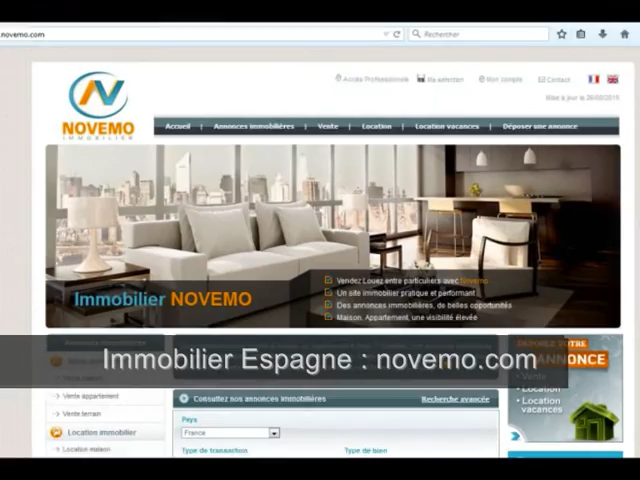 .novemo.com
Rechercher
NOVEMO
IMMOBILIER
Accès Professionnels
Ma sélection
Mon compte
Contact
Mise à jour le
Accueil | Annonces immobilières | Vente | Location | Location vacances | Déposer une annonce
Immobilier NOVEMO
Vendez Louez entre particuliers avec Novemo
Un site immobilier pratique et performant
Des annonces immobilières, de belles opportunités
Maison, Appartement, une visibilité élevée
Immobilier Espagne : novemo.com
DÉPOSEZ VOTRE
ANNONCE
• Vente
• Location
• Location vacances
Vente appartement
Vente terrain
Location immobilier
Location maison
Consultez nos annonces immobilières
Recherche avancée
Pays
France
Type de transaction
Type de bien